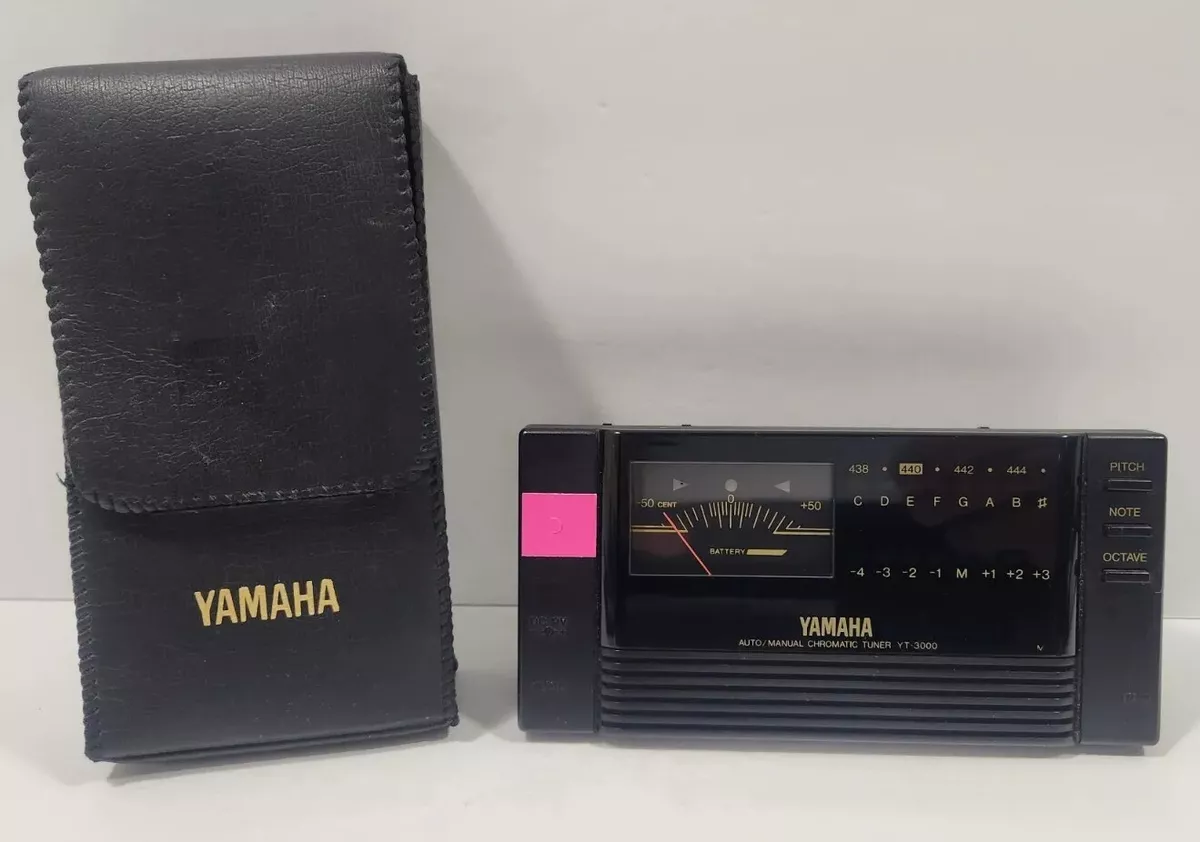 YAMAHA
438 • 440 • 442 • 444 •
PITCH
-50 CENT 0 +50
C D E F G A B ♯
NOTE
BATTERY
OCTAVE
-4 -3 -2 -1 M +1 +2 +3
YAMAHA
AUTO/MANUAL CHROMATIC TUNER YT-3000